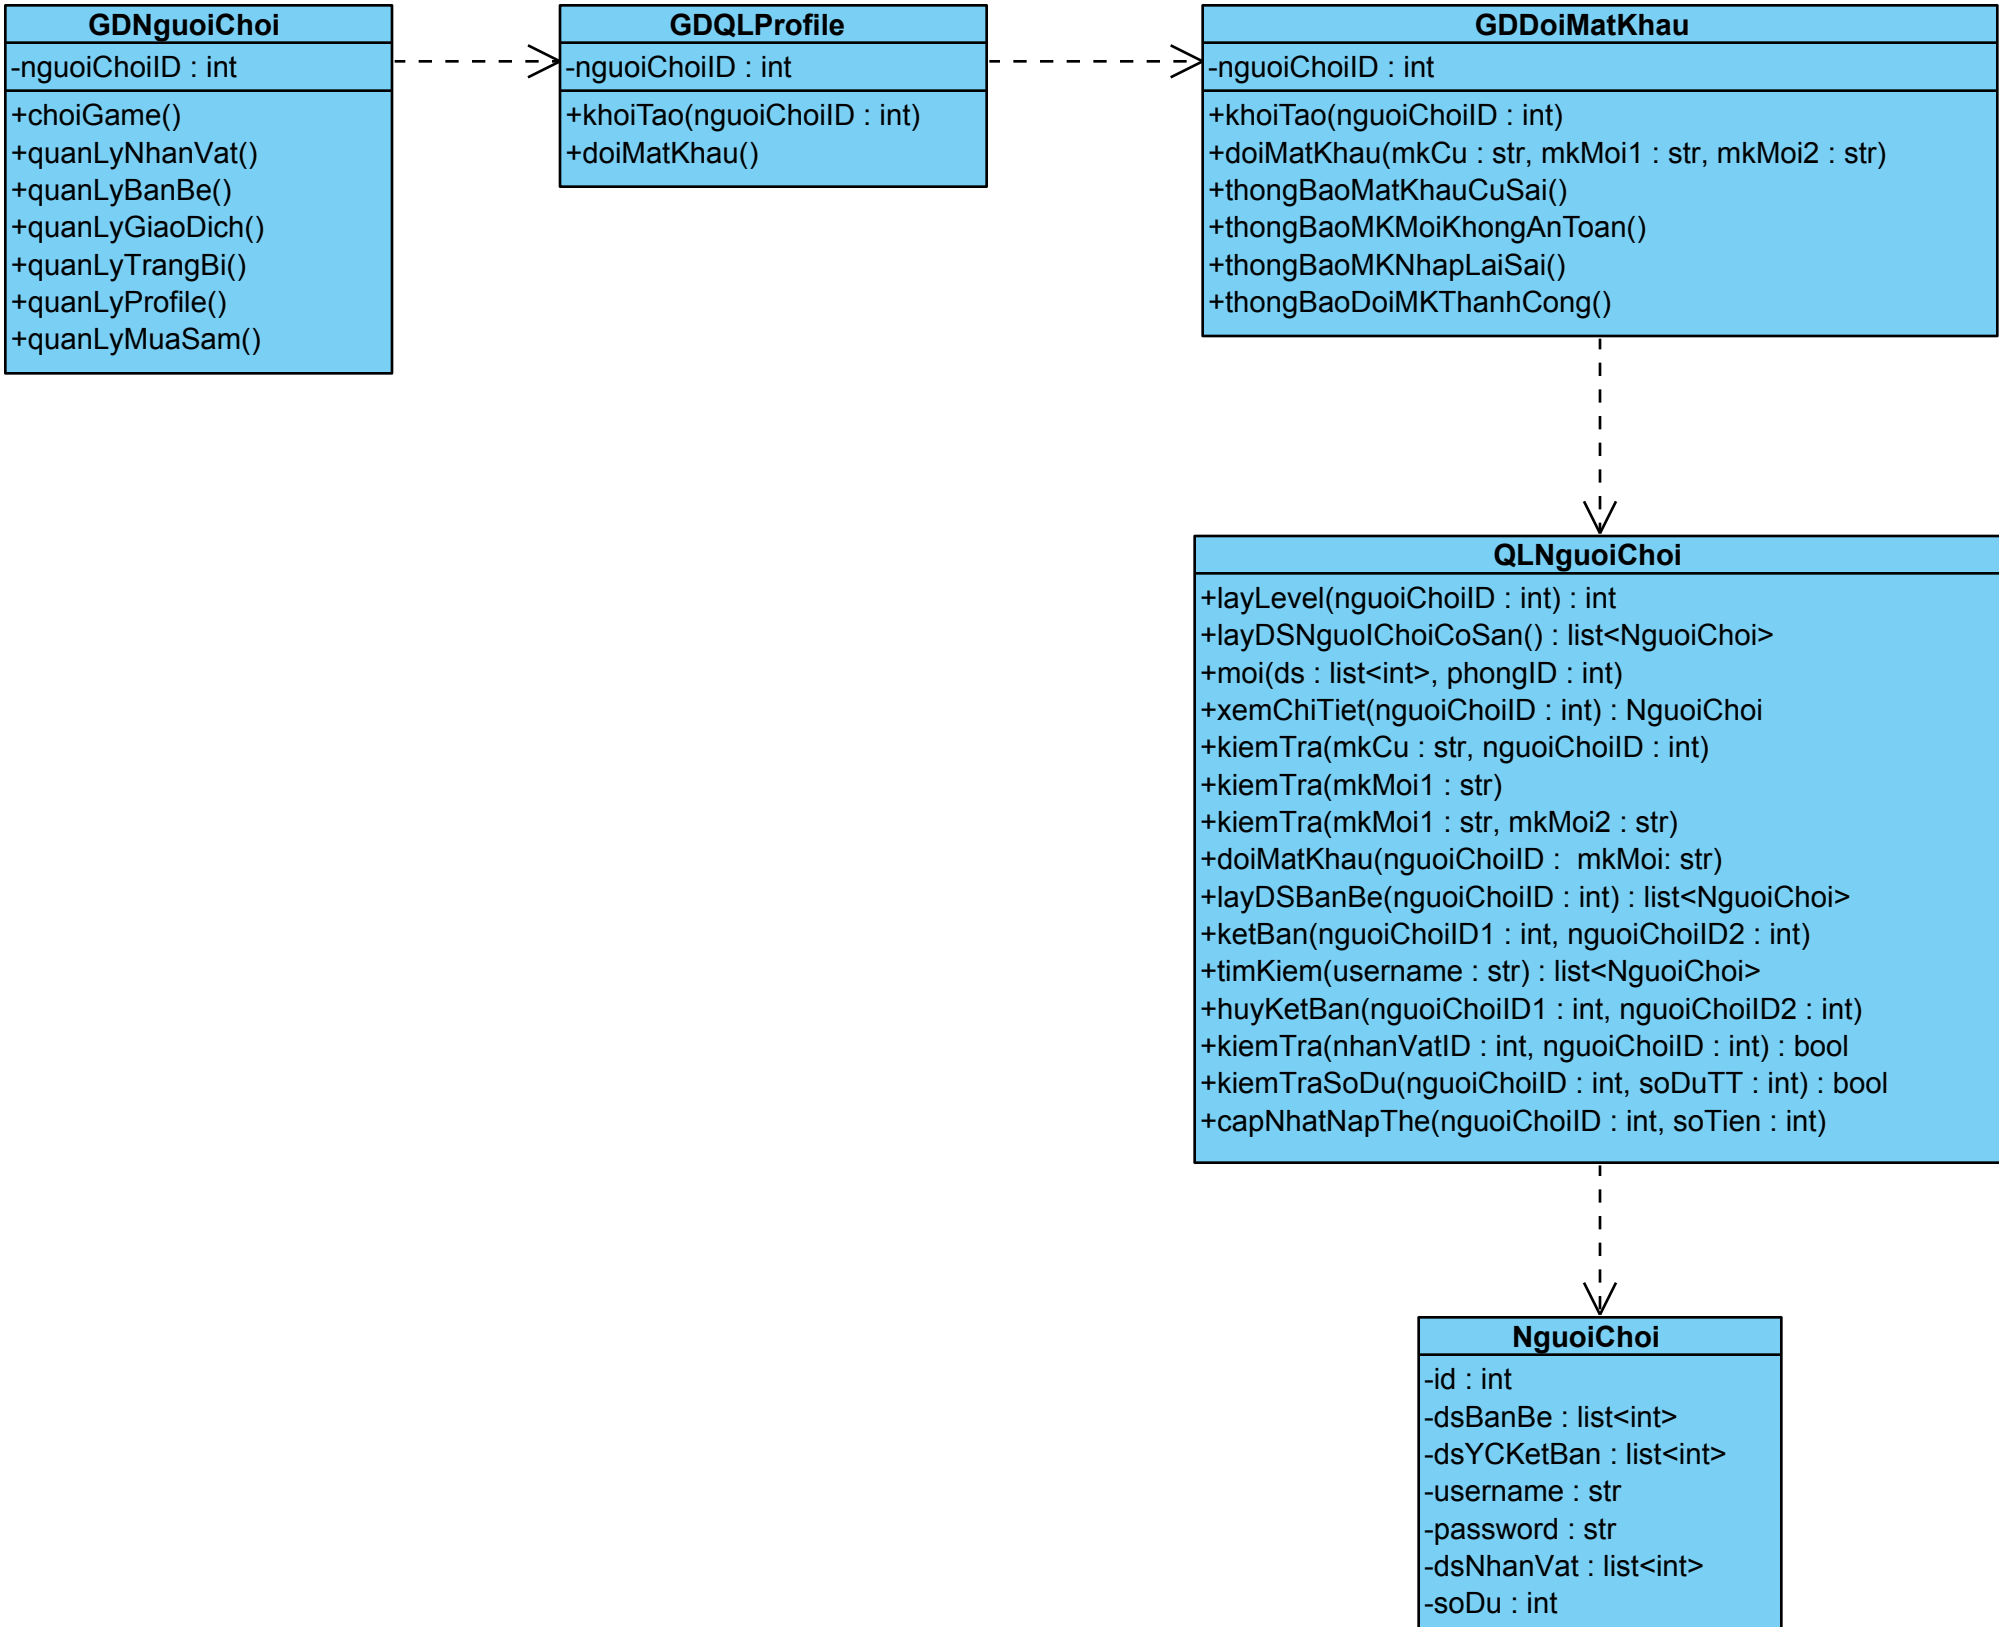 GDNguoiChoi
-nguoiChoiID : int
+choiGame()
+quanLyNhanVat()
+quanLyBanBe()
+quanLyGiaoDich()
+quanLyTrangBi()
+quanLyProfile()
+quanLyMuaSam()
GDQLProfile
-nguoiChoiID : int
+khoiTao(nguoiChoiID : int)
+doiMatKhau()
GDDoiMatKhau
-nguoiChoiID : int
+khoiTao(nguoiChoiID : int)
+doiMatKhau(mkCu : str, mkMoi1 : str, mkMoi2 : str)
+thongBaoMatKhauCuSai()
+thongBaoMKMoiKhongAnToan()
+thongBaoMKNhapLaiSai()
+thongBaoDoiMKThanhCong()
QLNguoiChoi
+layLevel(nguoiChoiID : int) : int
+layDSNguoIChoiCoSan() : list<NguoiChoi>
+moi(ds : list<int>, phongID : int)
+xemChiTiet(nguoiChoiID : int) : NguoiChoi
+kiemTra(mkCu : str, nguoiChoiID : int)
+kiemTra(mkMoi1 : str)
+kiemTra(mkMoi1 : str, mkMoi2 : str)
+doiMatKhau(nguoiChoiID :  mkMoi: str)
+layDSBanBe(nguoiChoiID : int) : list<NguoiChoi>
+ketBan(nguoiChoiID1 : int, nguoiChoiID2 : int)
+timKiem(username : str) : list<NguoiChoi>
+huyKetBan(nguoiChoiID1 : int, nguoiChoiID2 : int)
+kiemTra(nhanVatID : int, nguoiChoiID : int) : bool
+kiemTraSoDu(nguoiChoiID : int, soDuTT : int) : bool
+capNhatNapThe(nguoiChoiID : int, soTien : int)
NguoiChoi
-id : int
-dsBanBe : list<int>
-dsYCKetBan : list<int>
-username : str
-password : str
-dsNhanVat : list<int>
-soDu : int